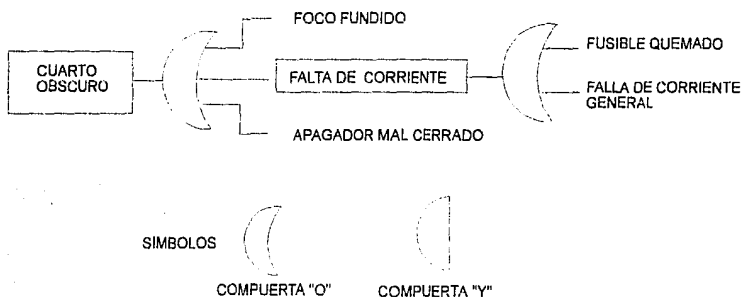 FOCO FUNDIDO
CUARTO
OBSCURO
FALTA DE CORRIENTE
APAGADOR MAL CERRADO
FUSIBLE QUEMADO
FALLA DE CORRIENTE
GENERAL
SIMBOLOS
COMPUERTA "O"
COMPUERTA "Y"